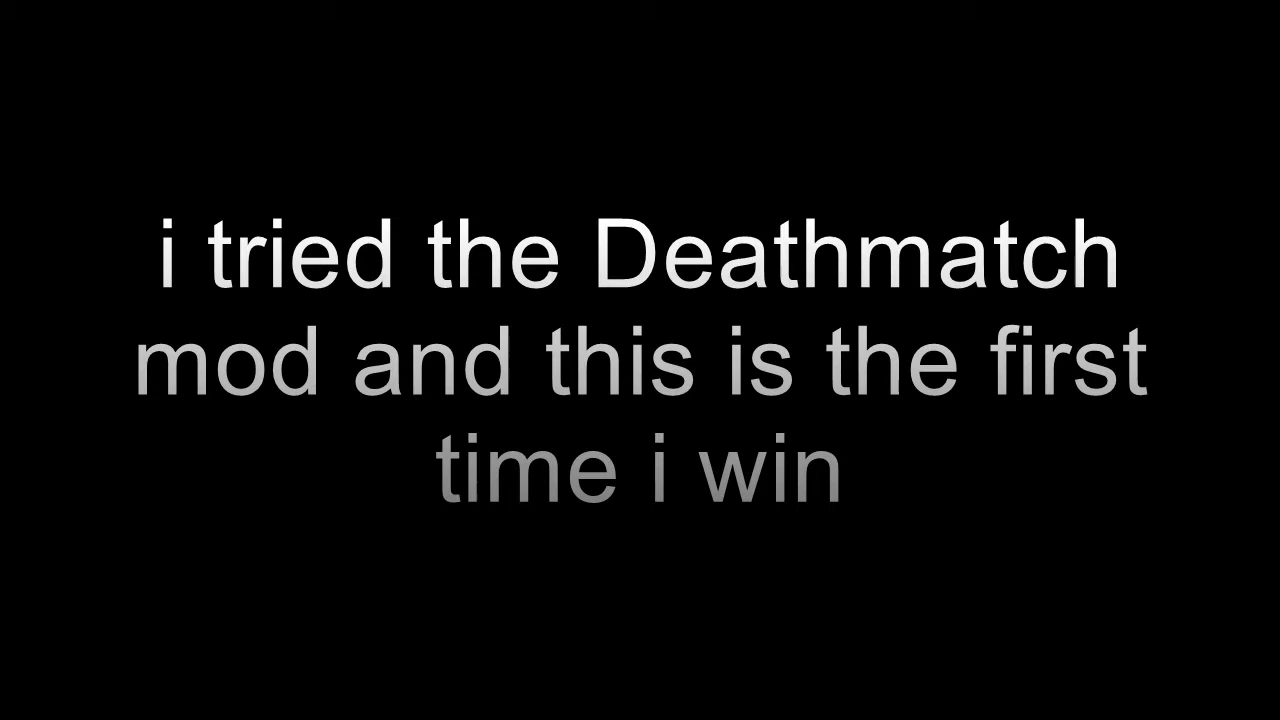 i tried the Deathmatch
mod and this is the first
time i win